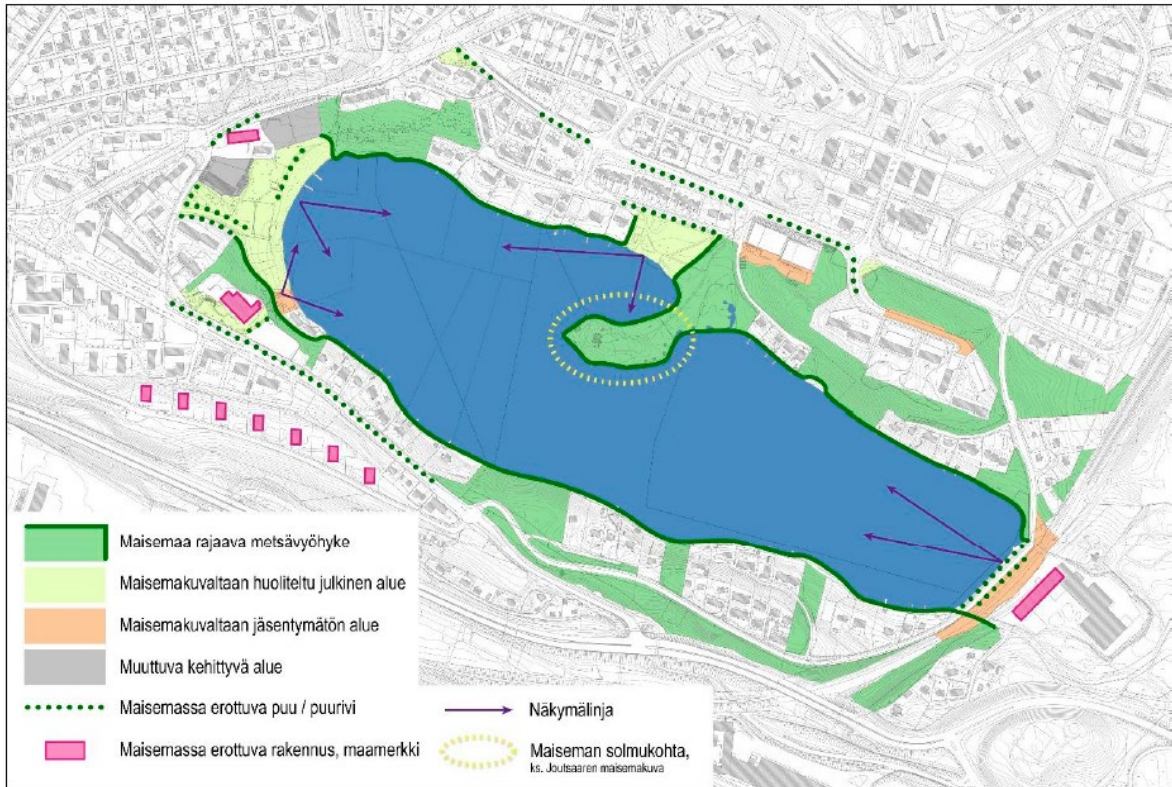 Maisemaa rajaava metsävyöhyke
Maisemakuvaltaan huoliteltu julkinen alue
Maisemakuvaltaan jäsentymätön alue
Muuttuva kehittyvä alue
Maisemassa erottuva puu / puurivi
Maisemassa erottuva rakennus, maamerkki
Näkymälinja
Maiseman solmukohta,
ks. Joutsaaren maisemakuva